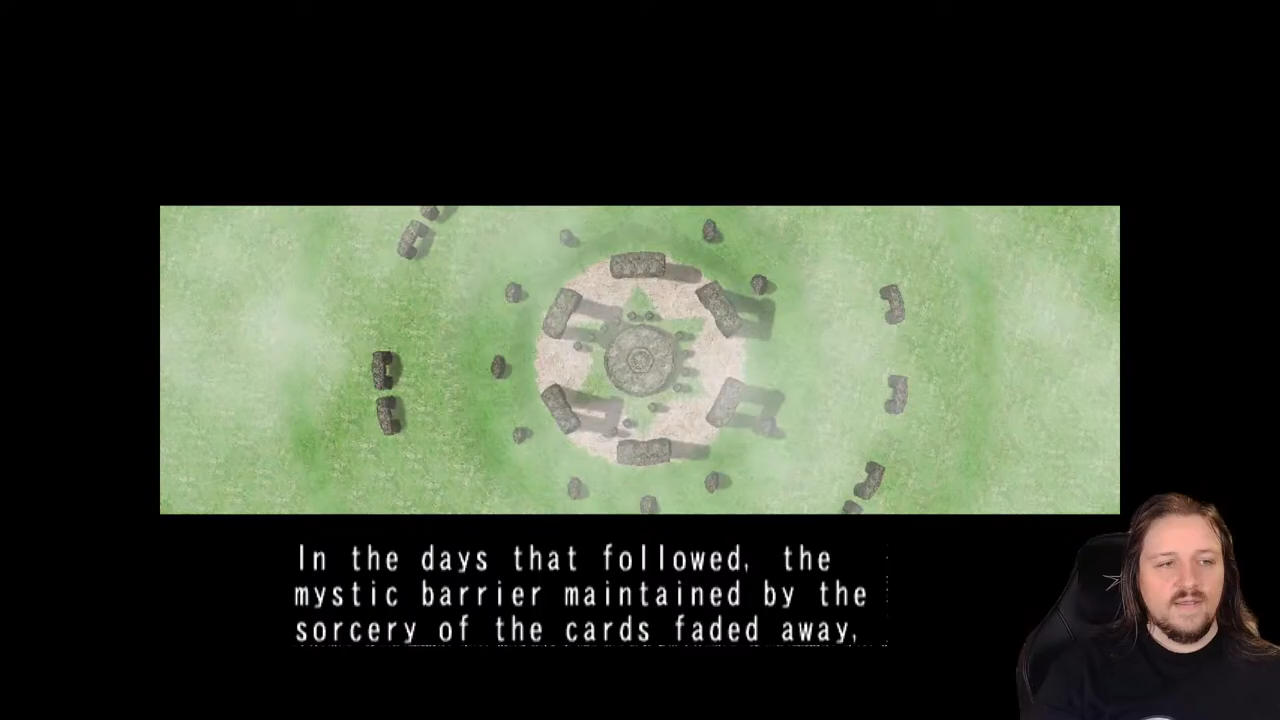 In the days that followed, the
mystic barrier maintained by the
sorcery of the cards faded away,